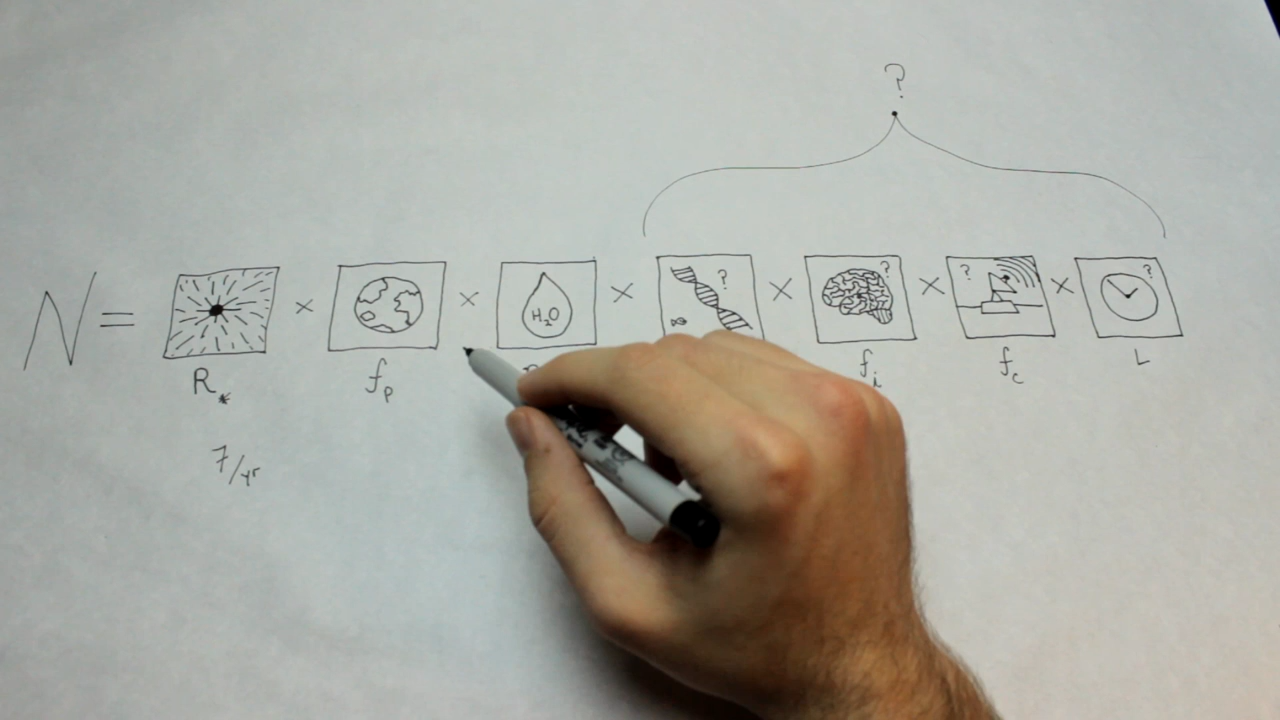 ?
N = × × H₂O × ? × ? × ? × ?
R* fp fi fc L
7/yr